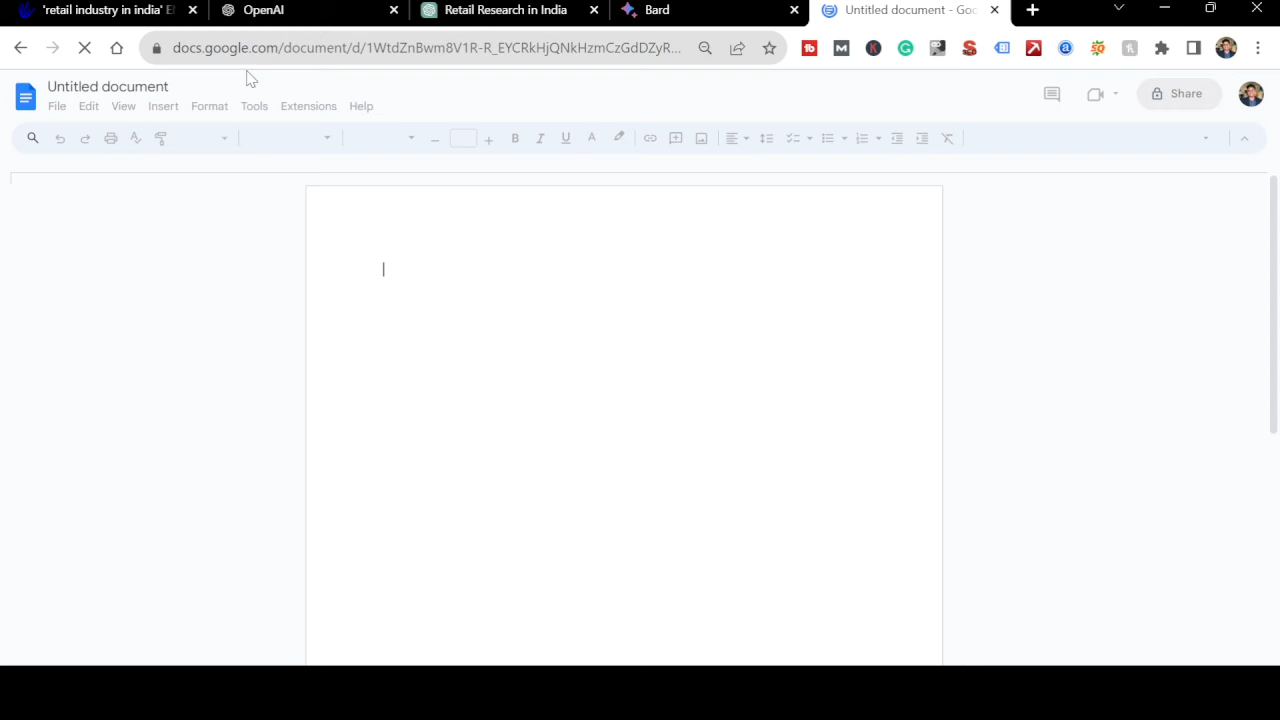 'retail industry in india' El
OpenAI
Retail Research in India
Bard
Untitled document - Goo
docs.google.com/document/d/1WtdZnBwm8V1R-R_EYCRkHjQNkHzmCzGdDZyR...
Untitled document
Share
File Edit View Insert Format Tools Extensions Help